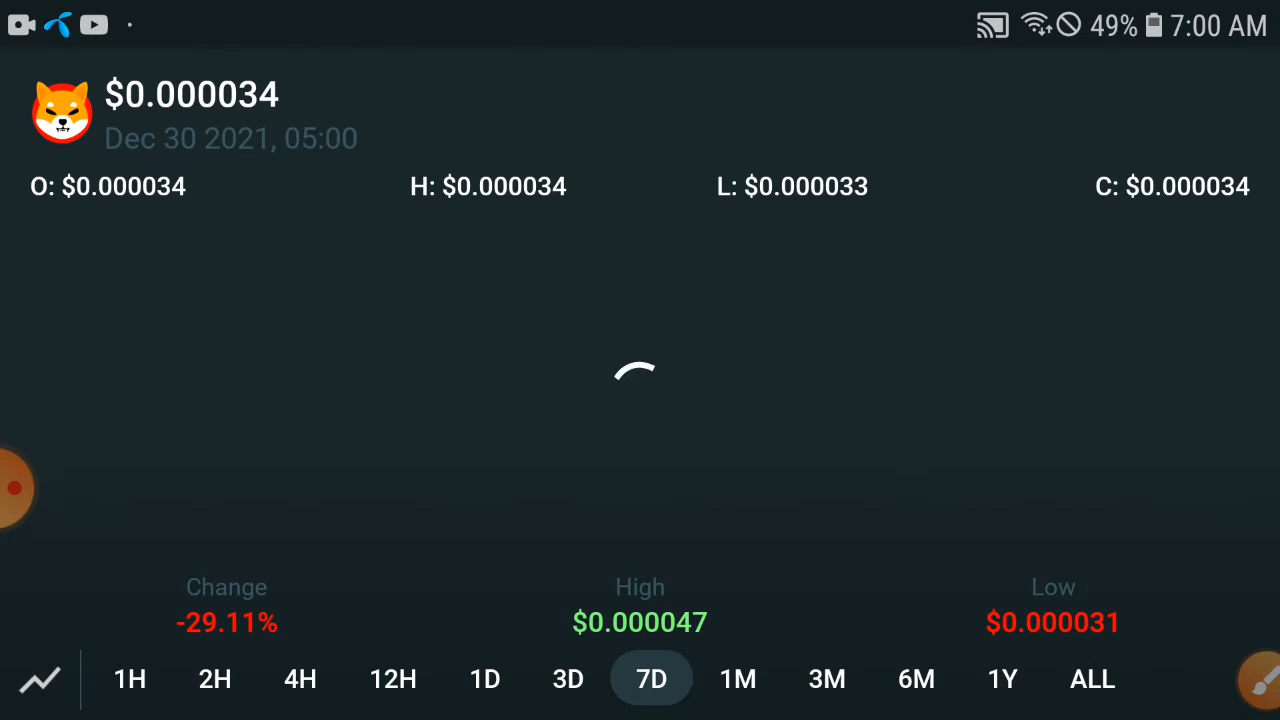 49% 7:00 AM
$0.000034
Dec 30 2021, 05:00
O: $0.000034 H: $0.000034 L: $0.000033 C: $0.000034
Change High Low
-29.11% $0.000047 $0.000031
1H 2H 4H 12H 1D 3D 7D 1M 3M 6M 1Y ALL